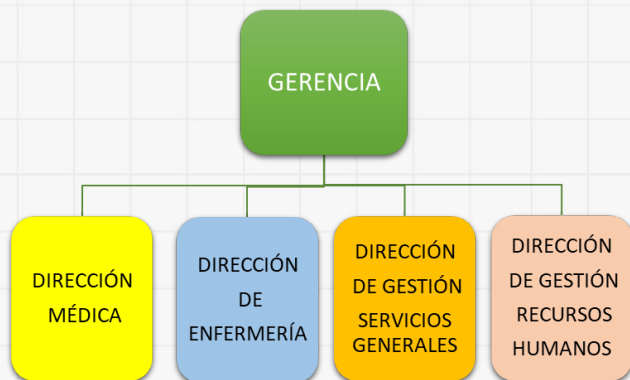 GERENCIA
DIRECCIÓN
MÉDICA
DIRECCIÓN
DE
ENFERMERÍA
DIRECCIÓN
DE GESTIÓN
SERVICIOS
GENERALES
DIRECCIÓN
DE GESTIÓN
RECURSOS
HUMANOS